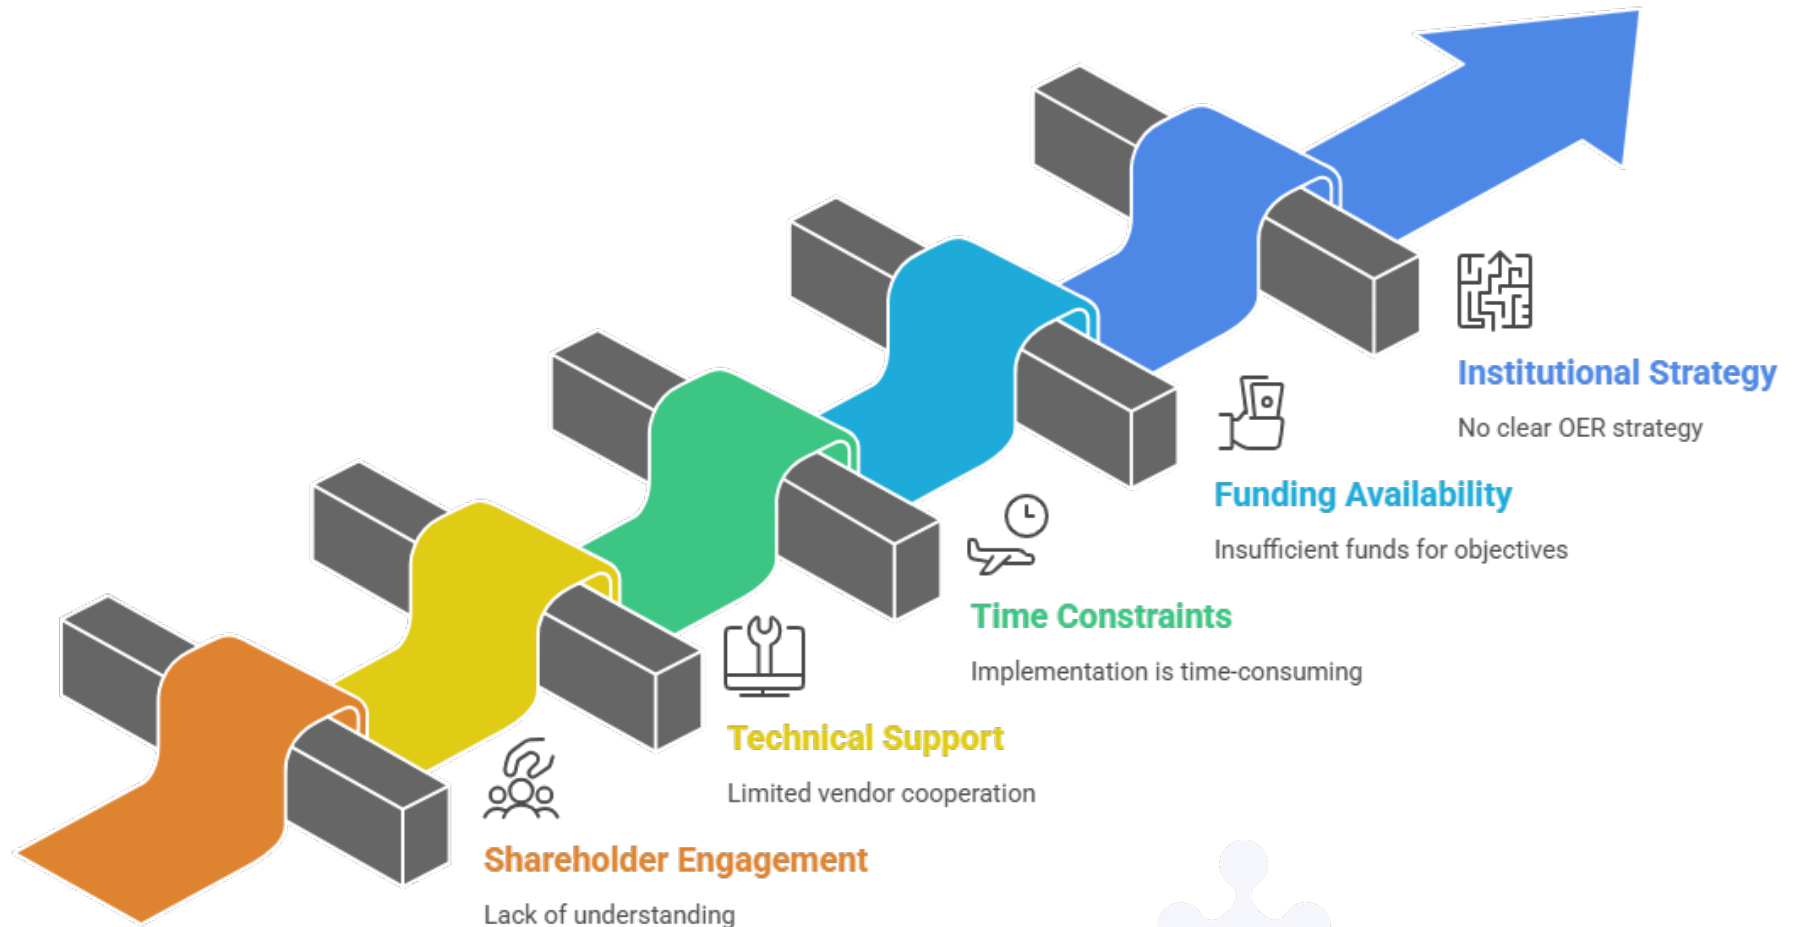 Institutional Strategy
No clear OER strategy
Funding Availability
Insufficient funds for objectives
Time Constraints
Implementation is time-consuming
Technical Support
Limited vendor cooperation
Shareholder Engagement
Lack of understanding